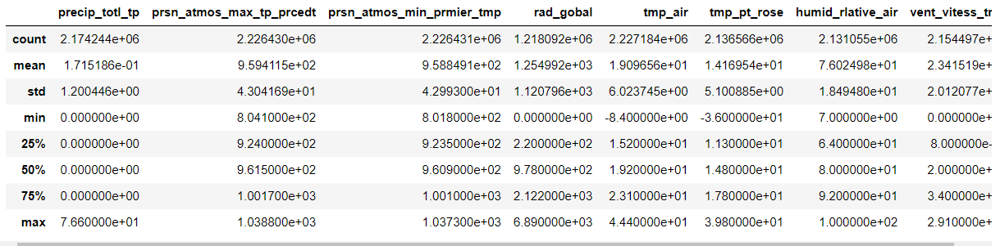 precip_totl_tp prsn_atmos_max_tp_prcedt prsn_atmos_min_prmier_tmp rad_gobal tmp_air tmp_pt_rose humid_rlative_air vent_vitess_tr
count 2.174244e+06 2.226430e+06 2.226431e+06 1.218092e+06 2.227184e+06 2.136566e+06 2.131055e+06 2.154497e+
mean 1.715186e-01 9.594115e+02 9.588491e+02 1.254992e+03 1.909656e+01 1.416954e+01 7.602498e+01 2.341519e+
std 1.200446e+00 4.304169e+01 4.299300e+01 1.120796e+03 6.023745e+00 5.100885e+00 1.849480e+01 2.012077e+
min 0.000000e+00 8.041000e+02 8.018000e+02 0.000000e+00 -8.400000e+00 -3.600000e+01 7.000000e+00 0.000000e+
25% 0.000000e+00 9.240000e+02 9.235000e+02 2.200000e+02 1.520000e+01 1.130000e+01 6.400000e+01 8.000000e-
50% 0.000000e+00 9.615000e+02 9.609000e+02 9.780000e+02 1.920000e+01 1.480000e+01 8.000000e+01 2.000000e+
75% 0.000000e+00 1.001700e+03 1.001000e+03 2.122000e+03 2.310000e+01 1.780000e+01 9.200000e+01 3.400000e+
max 7.660000e+01 1.038800e+03 1.037300e+03 6.890000e+03 4.440000e+01 3.980000e+01 1.000000e+02 2.910000e+